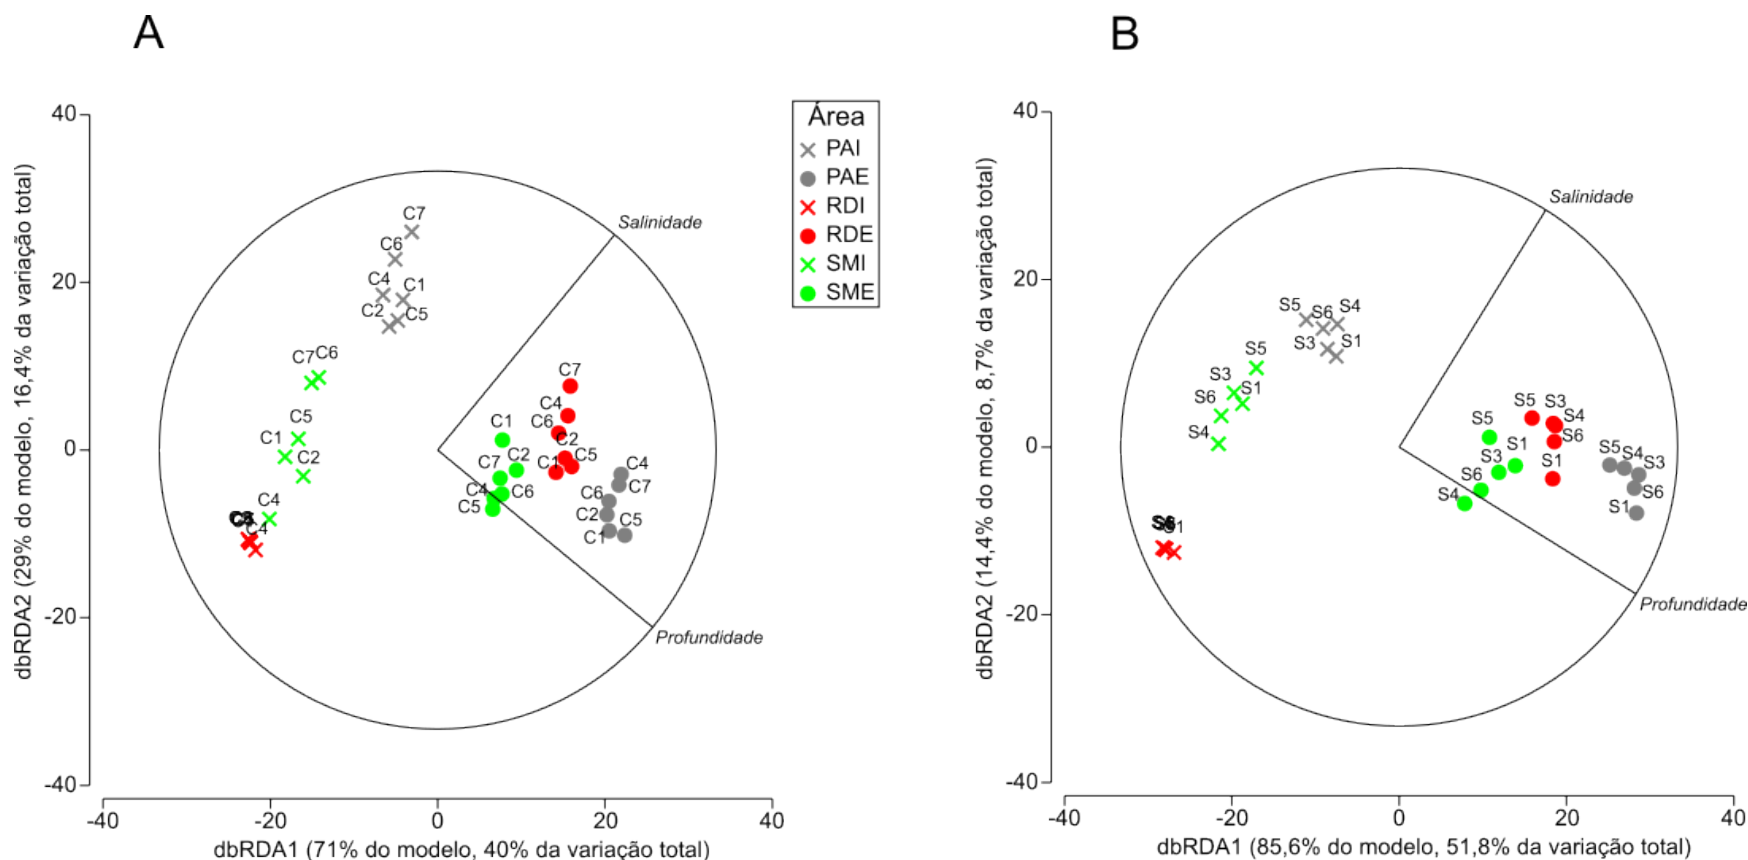 A
B
40
20
0
-20
-40
-40
-20
0
20
40
dbRDA2 (29% do modelo, 16,4% da variação total)
dbRDA1 (71% do modelo, 40% da variação total)
Salinidade
Profundidade
C7
C6
C4
C1
C2
C5
C7
C6
C5
C1
C2
C4
C4
C7
C4
C6
C2
C1
C5
C1
C7
C2
C4
C6
C5
C4
C7
C6
C2
C5
C1
Área
PAI
PAE
RDI
RDE
SMI
SME
40
20
0
-20
-40
-40
-20
0
20
40
dbRDA2 (14,4% do modelo, 8,7% da variação total)
dbRDA1 (85,6% do modelo, 51,8% da variação total)
Salinidade
Profundidade
S5
S6
S4
S3
S1
S5
S3
S1
S6
S4
S1
S5
S3
S4
S6
S1
S5
S1
S3
S6
S4
S5
S4
S3
S6
S1